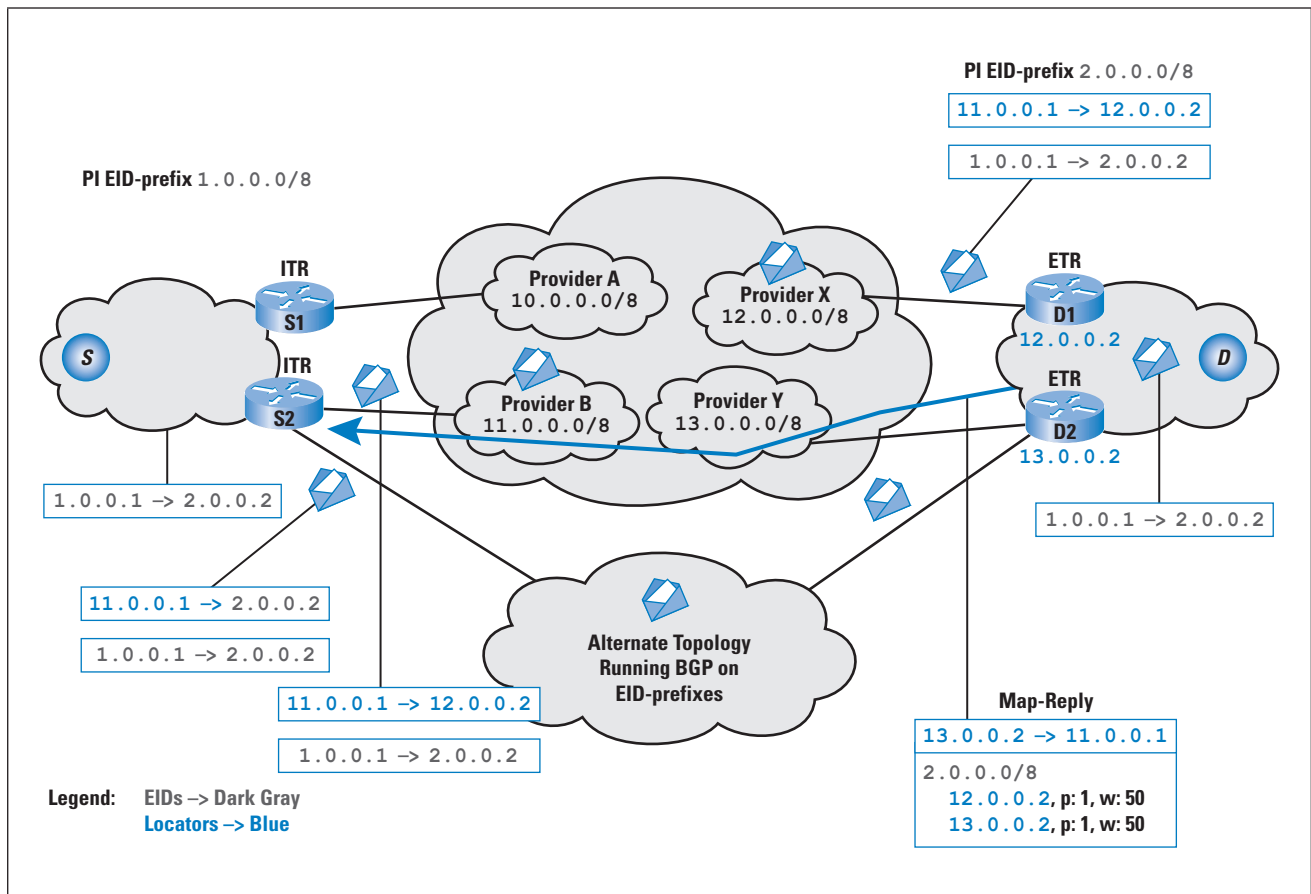 PI EID-prefix 2.0.0.0/8
11.0.0.1 –> 12.0.0.2
1.0.0.1 –> 2.0.0.2
PI EID-prefix 1.0.0.0/8
ITR
S1
Provider A
10.0.0.0/8
Provider X
12.0.0.0/8
ETR
D1
12.0.0.2
S
D
ITR
S2
Provider B
11.0.0.0/8
Provider Y
13.0.0.0/8
ETR
D2
13.0.0.2
1.0.0.1 –> 2.0.0.2
1.0.0.1 –> 2.0.0.2
11.0.0.1 –> 2.0.0.2
1.0.0.1 –> 2.0.0.2
Alternate Topology
Running BGP on
EID-prefixes
11.0.0.1 –> 12.0.0.2
1.0.0.1 –> 2.0.0.2
Map-Reply
13.0.0.2 –> 11.0.0.1
2.0.0.0/8
12.0.0.2, p: 1, w: 50
13.0.0.2, p: 1, w: 50
Legend: EIDs –> Dark Gray
Locators –> Blue